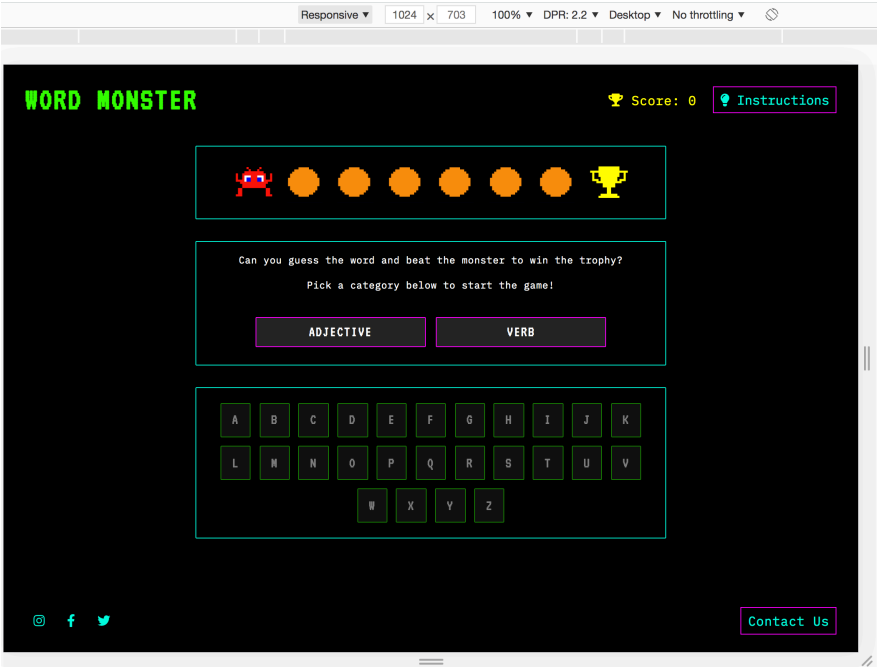 Responsive ▼ 1024 × 703 100% ▼ DPR: 2.2 ▼ Desktop ▼ No throttling ▼
WORD MONSTER
Score: 0
Instructions
Can you guess the word and beat the monster to win the trophy?
Pick a category below to start the game!
ADJECTIVE VERB
A B C D E F G H I J K
L M N O P Q R S T U V
W X Y Z
Contact Us